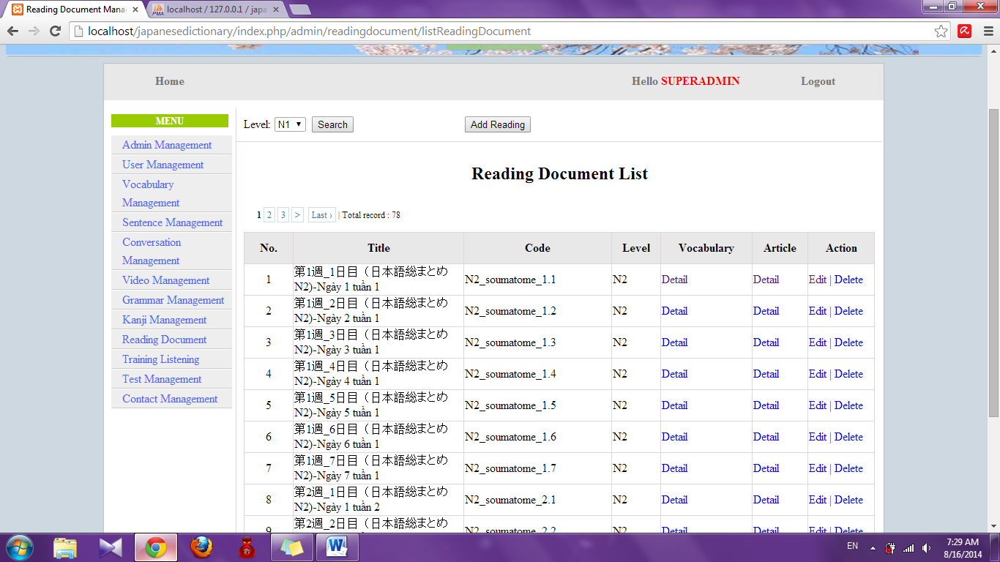 Reading Document Mana
localhost / 127.0.0.1 / japa
localhost/japanesedictionary/index.php/admin/readingdocument/listReadingDocument
Home Hello SUPERADMIN Logout
MENU
Admin Management
User Management
Vocabulary
Management
Sentence Management
Conversation
Management
Video Management
Grammar Management
Kanji Management
Reading Document
Training Listening
Test Management
Contact Management
Level: N1 Search Add Reading
Reading Document List
1 2 3 > Last › | Total record : 78
No. Title Code Level Vocabulary Article Action
1 第1週_1日目（日本語総まとめ
N2)-Ngày 1 tuần 1 N2_soumatome_1.1 N2 Detail Detail Edit | Delete
2 第1週_2日目（日本語総まとめ
N2)-Ngày 2 tuần 1 N2_soumatome_1.2 N2 Detail Detail Edit | Delete
3 第1週_3日目（日本語総まとめ
N2)-Ngày 3 tuần 1 N2_soumatome_1.3 N2 Detail Detail Edit | Delete
4 第1週_4日目（日本語総まとめ
N2)-Ngày 4 tuần 1 N2_soumatome_1.4 N2 Detail Detail Edit | Delete
5 第1週_5日目（日本語総まとめ
N2)-Ngày 5 tuần 1 N2_soumatome_1.5 N2 Detail Detail Edit | Delete
6 第1週_6日目（日本語総まとめ
N2)-Ngày 6 tuần 1 N2_soumatome_1.6 N2 Detail Detail Edit | Delete
7 第1週_7日目（日本語総まとめ
N2)-Ngày 7 tuần 1 N2_soumatome_1.7 N2 Detail Detail Edit | Delete
8 第2週_1日目（日本語総まとめ
N2)-Ngày 1 tuần 2 N2_soumatome_2.1 N2 Detail Detail Edit | Delete
9 第2週_2日目（日本語総まとめ
N2_soumatome_2.2 N2 Detail Detail Edit | Delete
EN
7:29 AM
8/16/2014